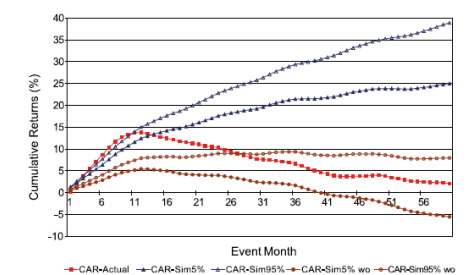 40
35
30
25
20
15
10
5
0
-5
-10
Cumulative Returns (%)
1 6 11 16 21 26 31 36 41 46 51 56
Event Month
CAR-Actual CAR-Sim5% CAR-Sim95% CAR-Sim5% wo CAR-Sim95% wo